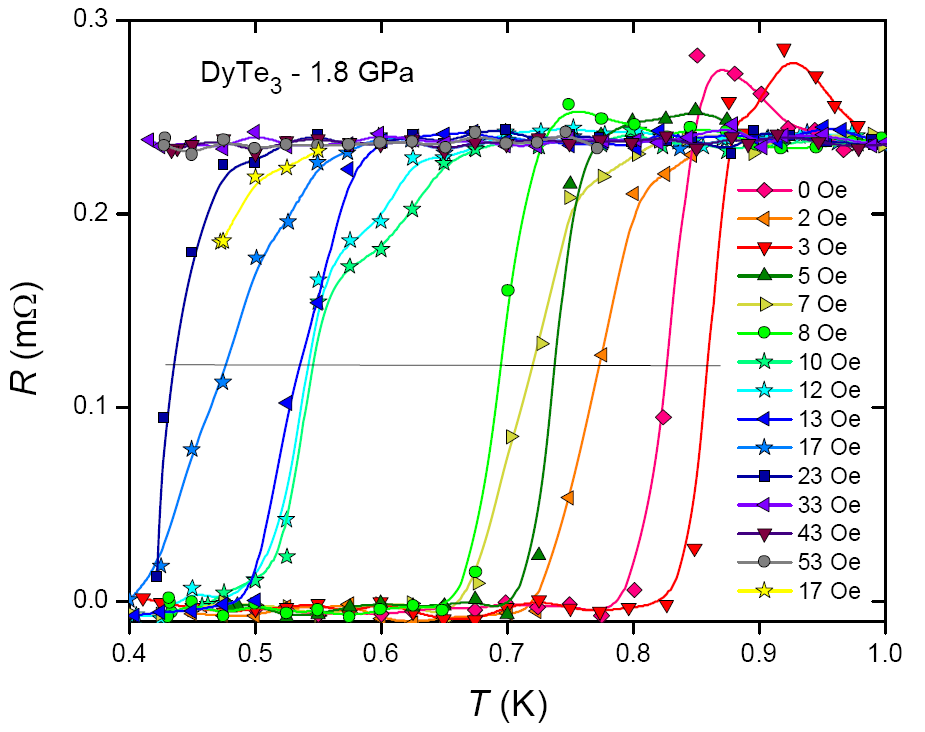 0.3
DyTe3 - 1.8 GPa
0.2
0.1
0.0
R (mΩ)
0 Oe
2 Oe
3 Oe
5 Oe
7 Oe
8 Oe
10 Oe
12 Oe
13 Oe
17 Oe
23 Oe
33 Oe
43 Oe
53 Oe
17 Oe
0.4 0.5 0.6 0.7 0.8 0.9 1.0
T (K)